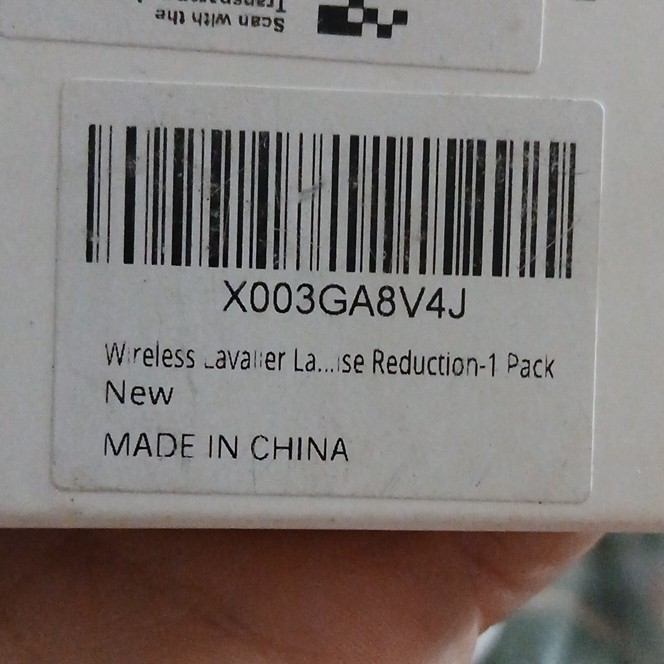 Scan with the
X003GA8V4J
Wireless Lavalier La...ise Reduction-1 Pack
New
MADE IN CHINA